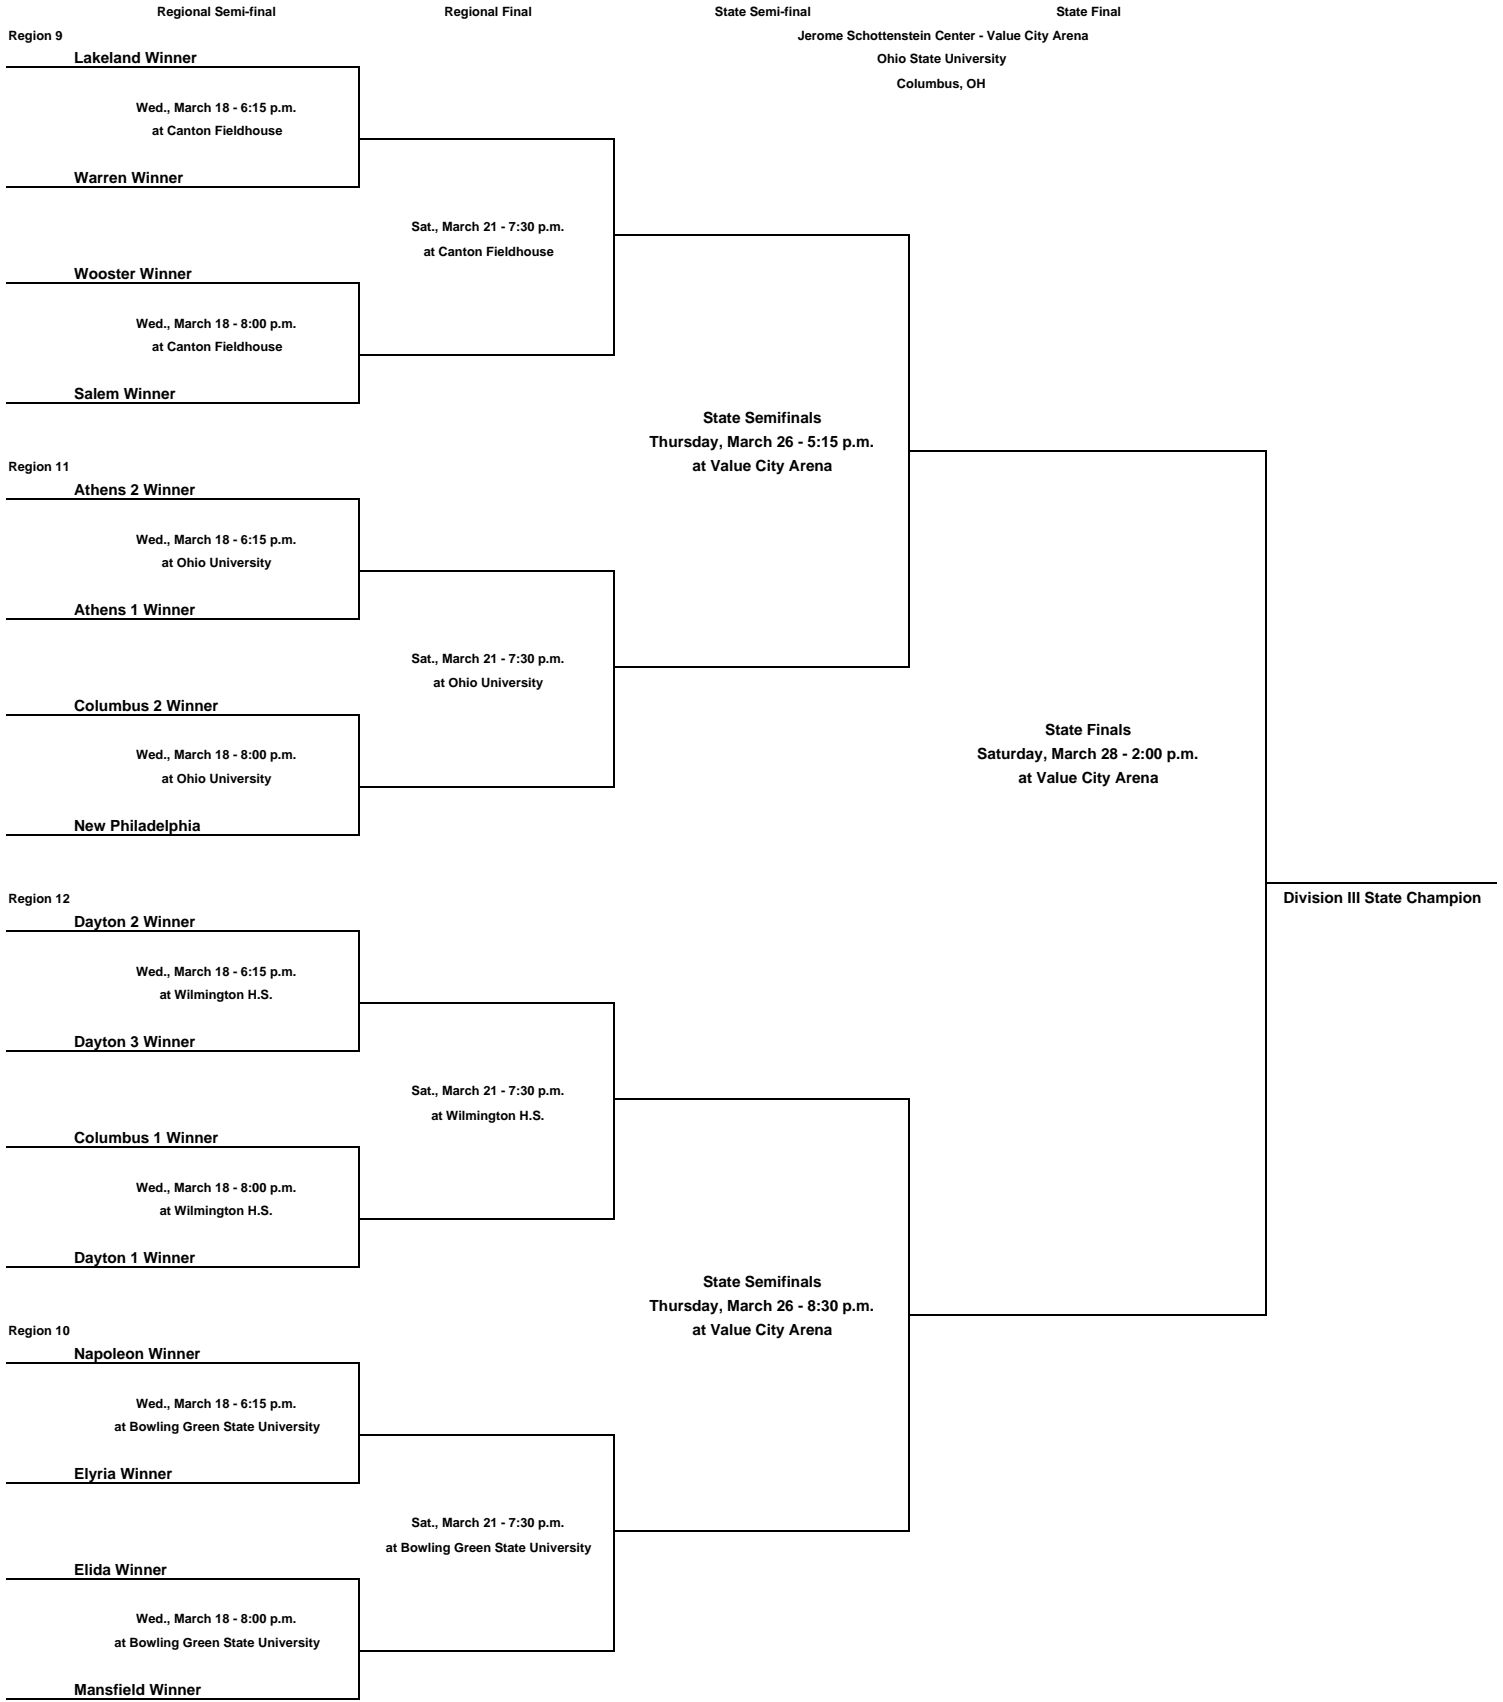 Regional Semi-final
Regional Final
State Semi-final
State Final
Region 9
Jerome Schottenstein Center - Value City Arena
Lakeland Winner
Ohio State University
Columbus, OH
Wed., March 18 - 6:15 p.m.
at Canton Fieldhouse
Warren Winner
Sat., March 21 - 7:30 p.m.
at Canton Fieldhouse
Wooster Winner
Wed., March 18 - 8:00 p.m.
at Canton Fieldhouse
Salem Winner
State Semifinals
Thursday, March 26 - 5:15 p.m.
at Value City Arena
Region 11
Athens 2 Winner
Wed., March 18 - 6:15 p.m.
at Ohio University
Athens 1 Winner
Sat., March 21 - 7:30 p.m.
at Ohio University
Columbus 2 Winner
Wed., March 18 - 8:00 p.m.
at Ohio University
New Philadelphia
State Finals
Saturday, March 28 - 2:00 p.m.
at Value City Arena
Region 12
Division III State Champion
Dayton 2 Winner
Wed., March 18 - 6:15 p.m.
at Wilmington H.S.
Dayton 3 Winner
Sat., March 21 - 7:30 p.m.
at Wilmington H.S.
Columbus 1 Winner
Wed., March 18 - 8:00 p.m.
at Wilmington H.S.
Dayton 1 Winner
State Semifinals
Thursday, March 26 - 8:30 p.m.
at Value City Arena
Region 10
Napoleon Winner
Wed., March 18 - 6:15 p.m.
at Bowling Green State University
Elyria Winner
Sat., March 21 - 7:30 p.m.
at Bowling Green State University
Elida Winner
Wed., March 18 - 8:00 p.m.
at Bowling Green State University
Mansfield Winner